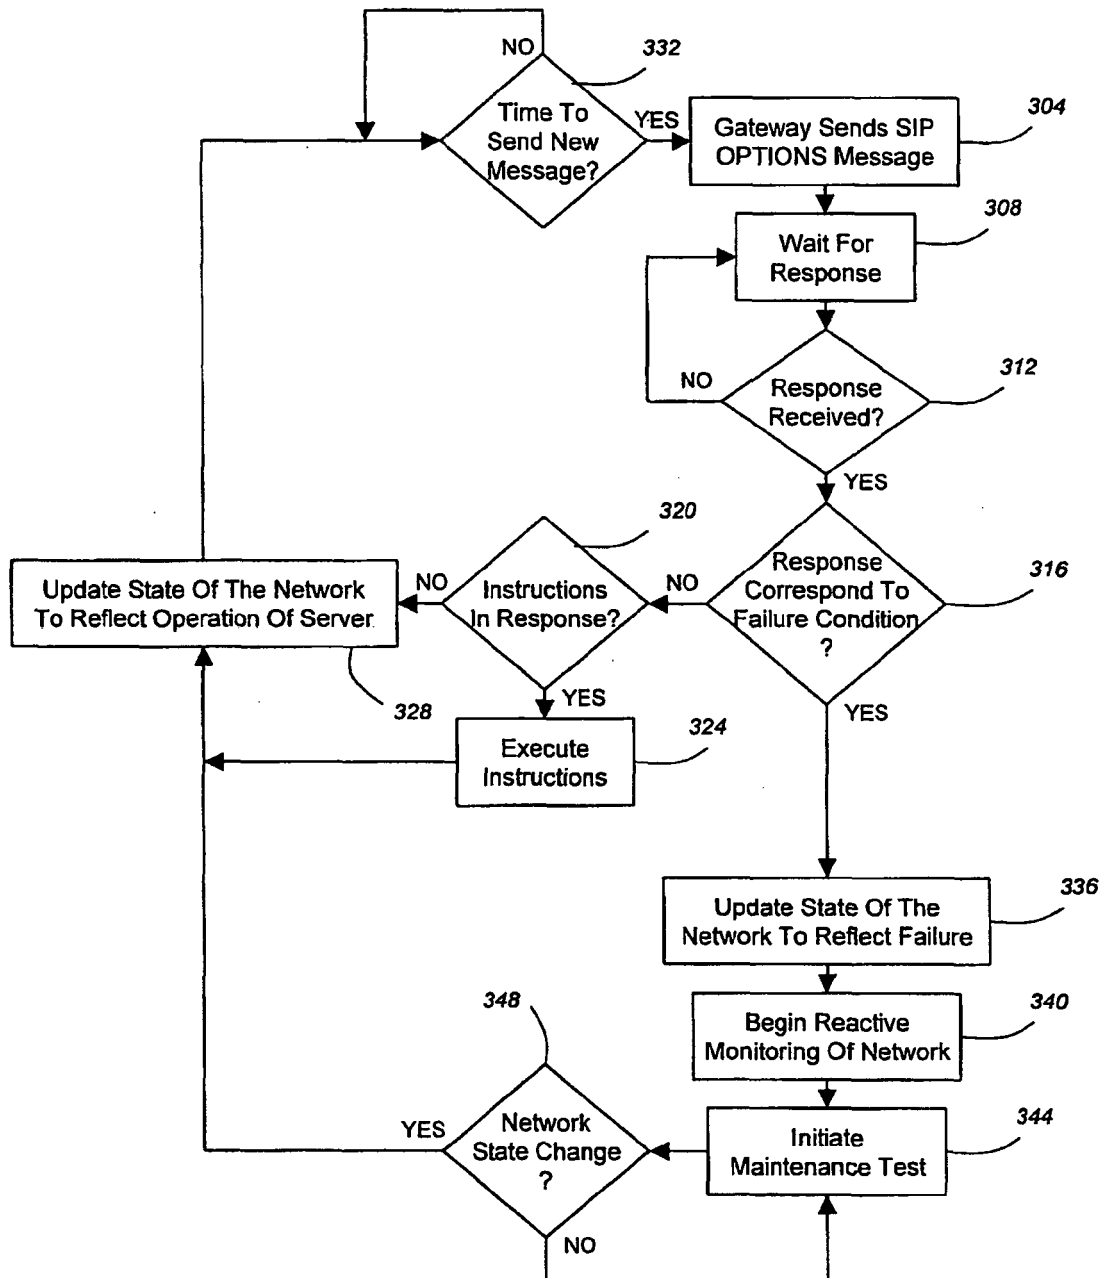 NO
332
Time To
Send New
Message?
YES
Gateway Sends SIP
OPTIONS Message
304
Wait For
Response
308
NO
Response
Received?
312
YES
320
Update State Of The Network
To Reflect Operation Of Server
NO
Instructions
In Response?
NO
Response
Correspond To
Failure Condition
?
316
328
YES
YES
Execute
Instructions
324
Update State Of The
Network To Reflect Failure
336
348
Begin Reactive
Monitoring Of Network
340
YES
Network
State Change
?
Initiate
Maintenance Test
344
NO